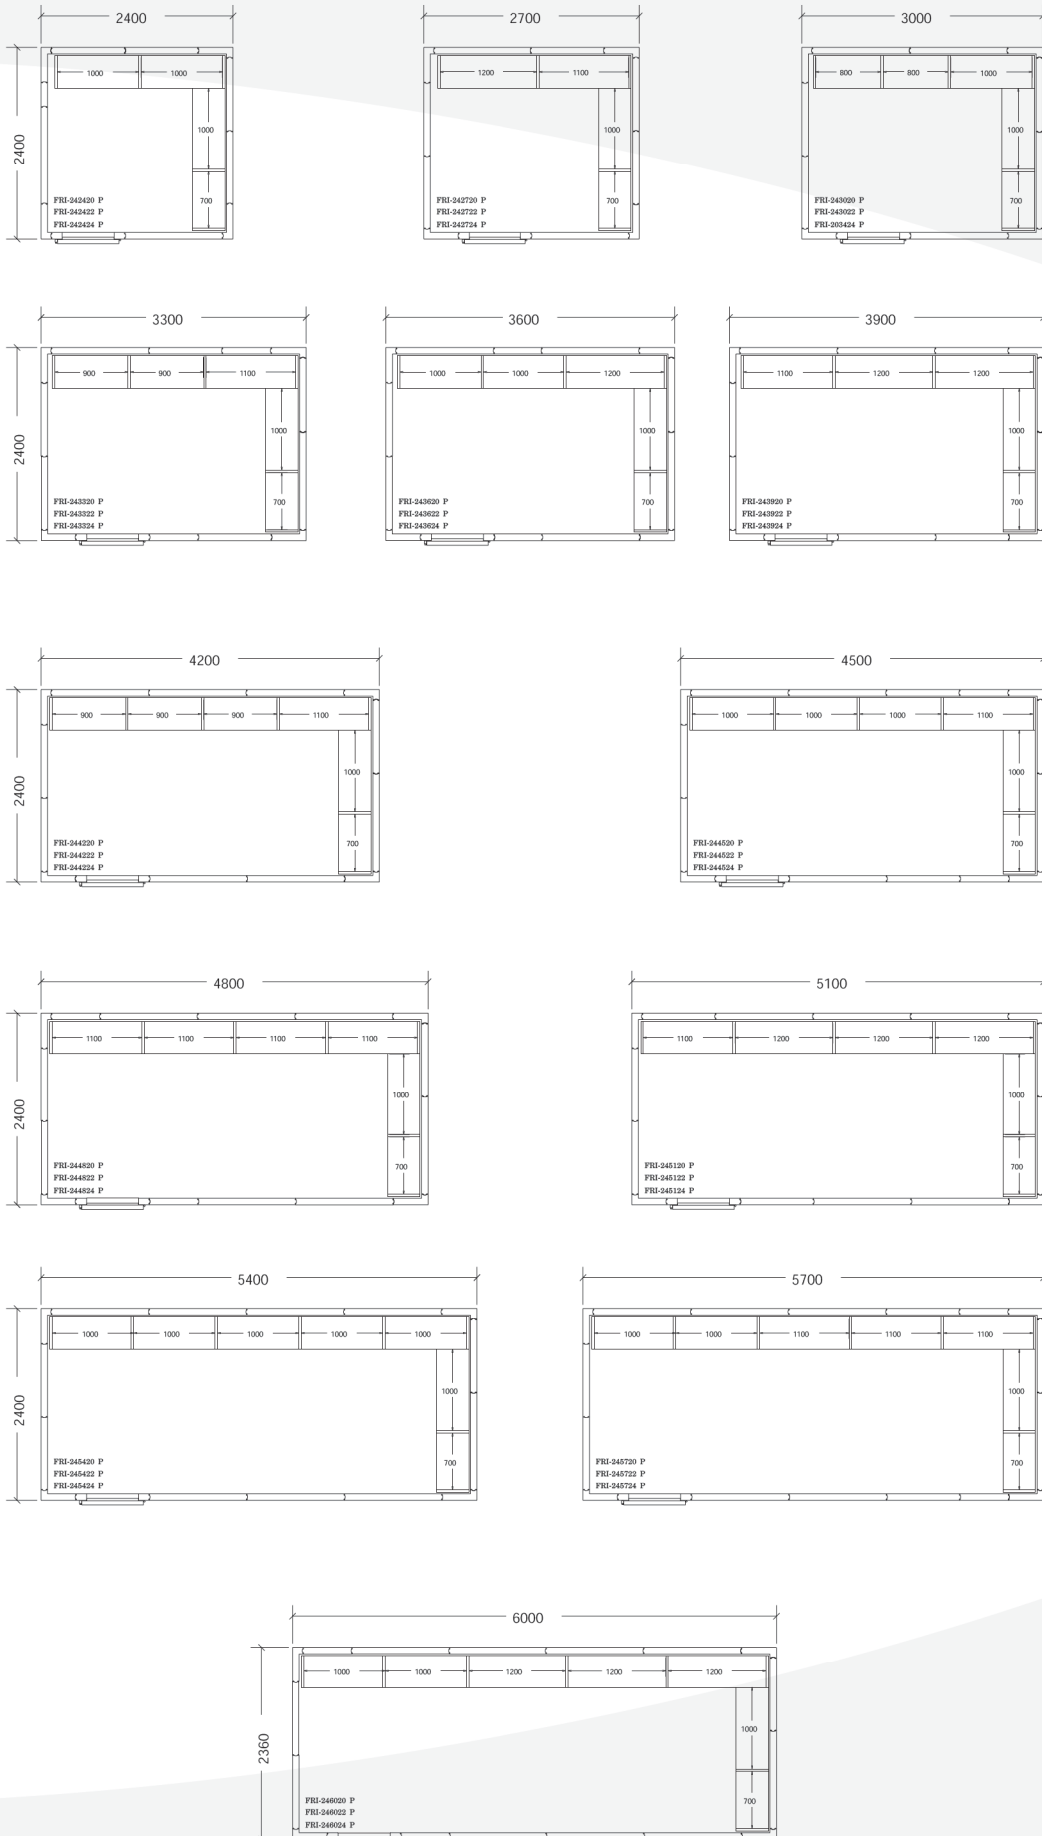 2400
2700
3000
1000 1000
1200 1100
800 800 1000
2400
1000
1000
1000
700
700
700
FRI-242420 P
FRI-242422 P
FRI-242424 P
FRI-242720 P
FRI-242722 P
FRI-242724 P
FRI-243020 P
FRI-243022 P
FRI-203424 P
3300
3600
3900
900 900 1100
1000 1000 1200
1100 1200 1200
2400
1000
1000
1000
700
700
700
FRI-243320 P
FRI-243322 P
FRI-243324 P
FRI-243620 P
FRI-243622 P
FRI-243624 P
FRI-243920 P
FRI-243922 P
FRI-243924 P
4200
4500
900 900 900 1100
1000 1000 1000 1100
2400
1000
1000
700
700
FRI-244220 P
FRI-244222 P
FRI-244224 P
FRI-244520 P
FRI-244522 P
FRI-244524 P
4800
5100
1100 1100 1100 1100
1100 1200 1200 1200
2400
1000
1000
700
700
FRI-244820 P
FRI-244822 P
FRI-244824 P
FRI-245120 P
FRI-245122 P
FRI-245124 P
5400
5700
1000 1000 1000 1000 1000
1000 1000 1100 1100 1100
2400
1000
1000
700
700
FRI-245420 P
FRI-245422 P
FRI-245424 P
FRI-245720 P
FRI-245722 P
FRI-245724 P
6000
1000 1000 1200 1200 1200
2360
1000
700
FRI-246020 P
FRI-246022 P
FRI-246024 P